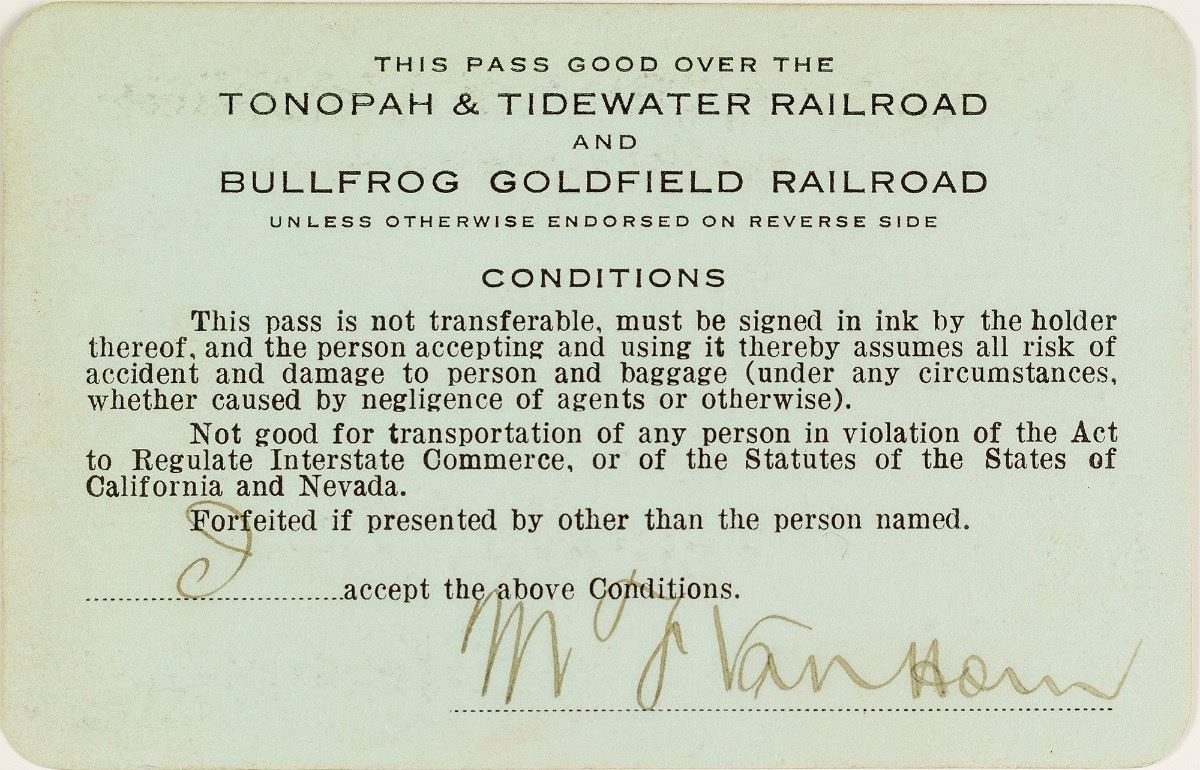 THIS PASS GOOD OVER THE
TONOPAH & TIDEWATER RAILROAD
AND
BULLFROG GOLDFIELD RAILROAD
UNLESS OTHERWISE ENDORSED ON REVERSE SIDE
CONDITIONS
This pass is not transferable, must be signed in ink by the holder
thereof, and the person accepting and using it thereby assumes all risk of
accident and damage to person and baggage (under any circumstances,
whether caused by negligence of agents or otherwise).
Not good for transportation of any person in violation of the Act
to Regulate Interstate Commerce, or of the Statutes of the States of
California and Nevada.
Forfeited if presented by other than the person named.
I accept the above Conditions.
M F Van Horn